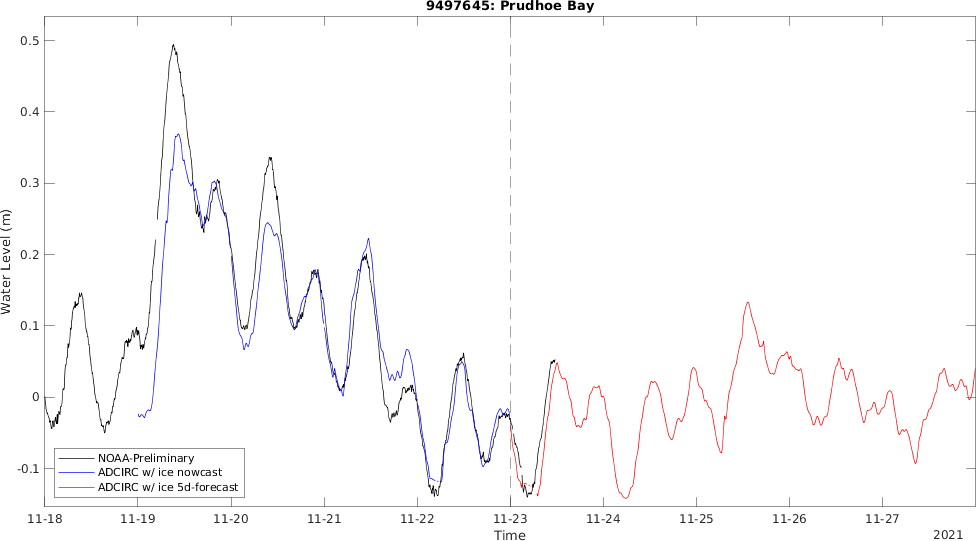 9497645: Prudhoe Bay
Water Level (m)
0.5
0.4
0.3
0.2
0.1
0
-0.1
NOAA-Preliminary
ADCIRC w/ ice nowcast
ADCIRC w/ ice 5d-forecast
11-18 11-19 11-20 11-21 11-22 11-23 11-24 11-25 11-26 11-27
Time
2021